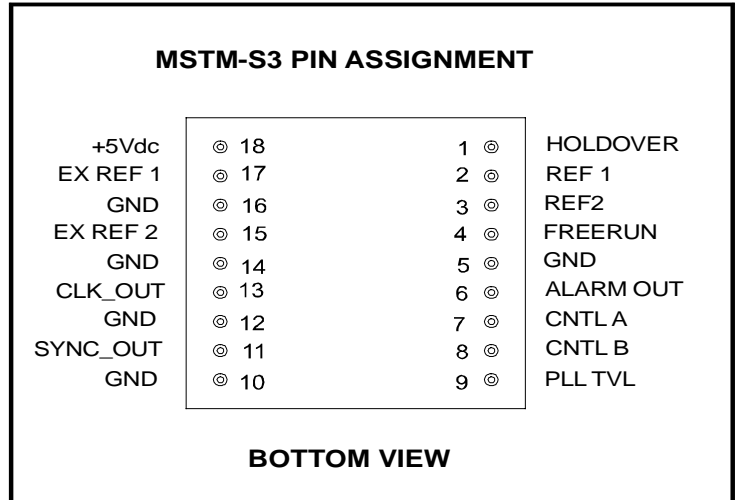 MSTM-S3 PIN ASSIGNMENT
+5Vdc 18 1 HOLDOVER
EX REF 1 17 2 REF 1
GND 16 3 REF2
EX REF 2 15 4 FREERUN
GND 14 5 GND
CLK_OUT 13 6 ALARM OUT
GND 12 7 CNTL A
SYNC_OUT 11 8 CNTL B
GND 10 9 PLL TVL
BOTTOM VIEW